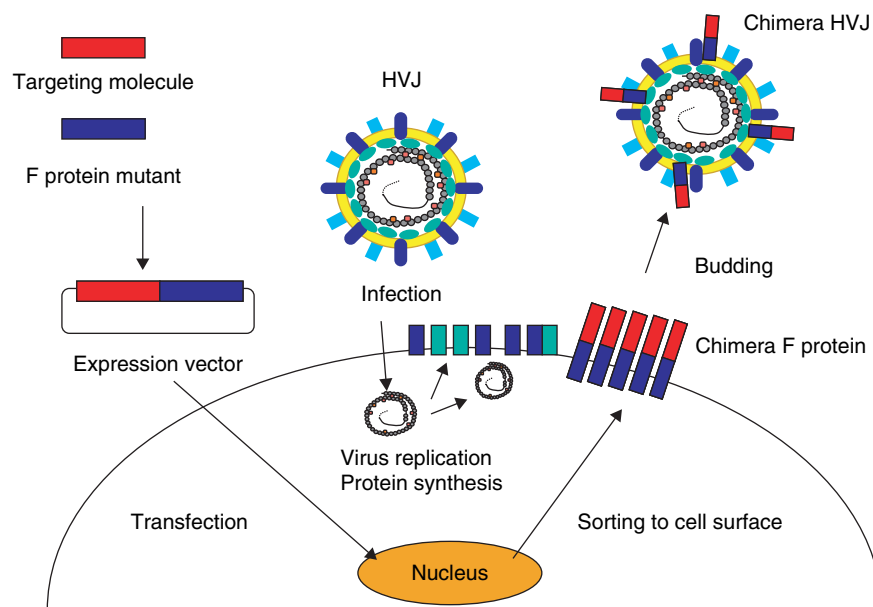 Targeting molecule
F protein mutant
Expression vector
Transfection
HVJ
Infection
Virus replication
Protein synthesis
Nucleus
Sorting to cell surface
Chimera F protein
Budding
Chimera HVJ